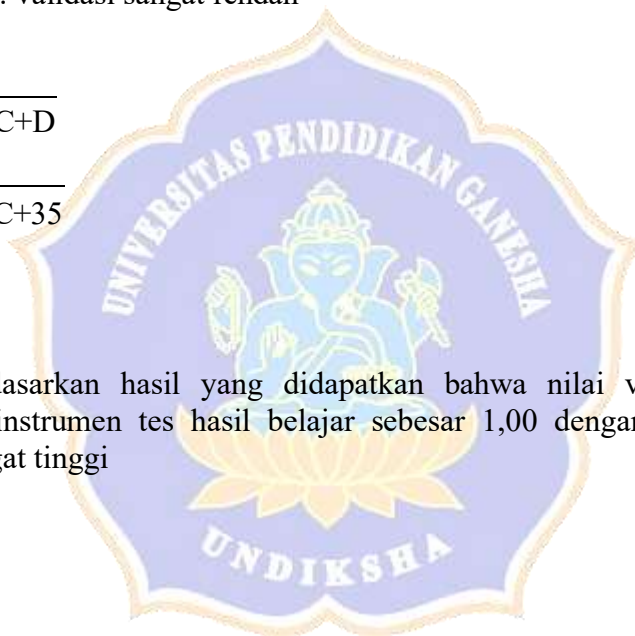 . validasi sangat rendah
C+D
C+35
UNIVERSITAS PENDIDIKAN GANESHA
dasarkan hasil yang didapatkan bahwa nilai v
instrumen tes hasil belajar sebesar 1,00 dengan
gat tinggi
UNDIKSHA